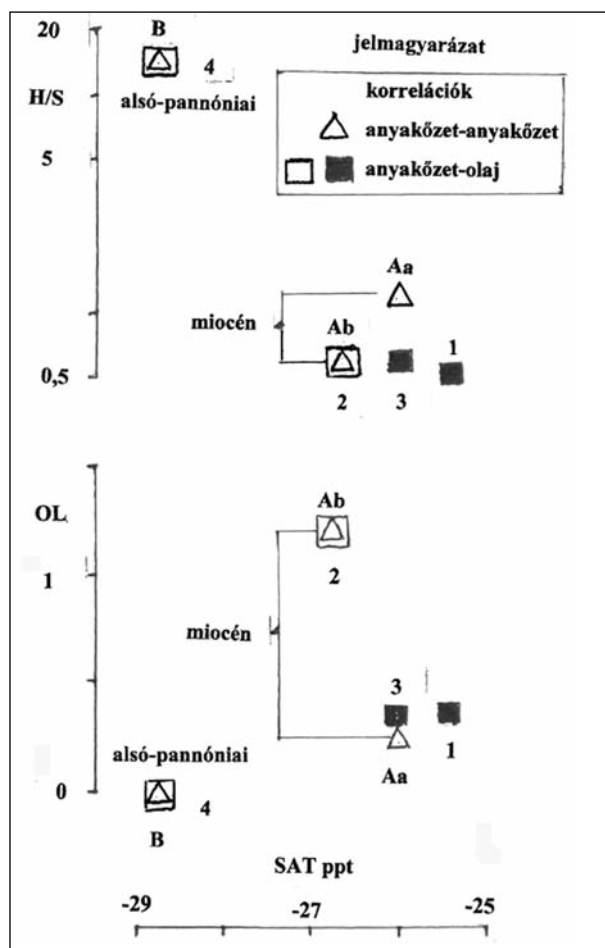 20
B
4
jelmagyarázat
H/S
alsó-pannóniai
korrelációk
anyakőzet-anyakőzet
5
anyakőzet-olaj
Aa
miocén
Ab
1
0,5
2
3
OL
Ab
1
2
miocén
3
alsó-pannóniai
1
0
Aa
4
B
SAT ppt
-29
-27
-25